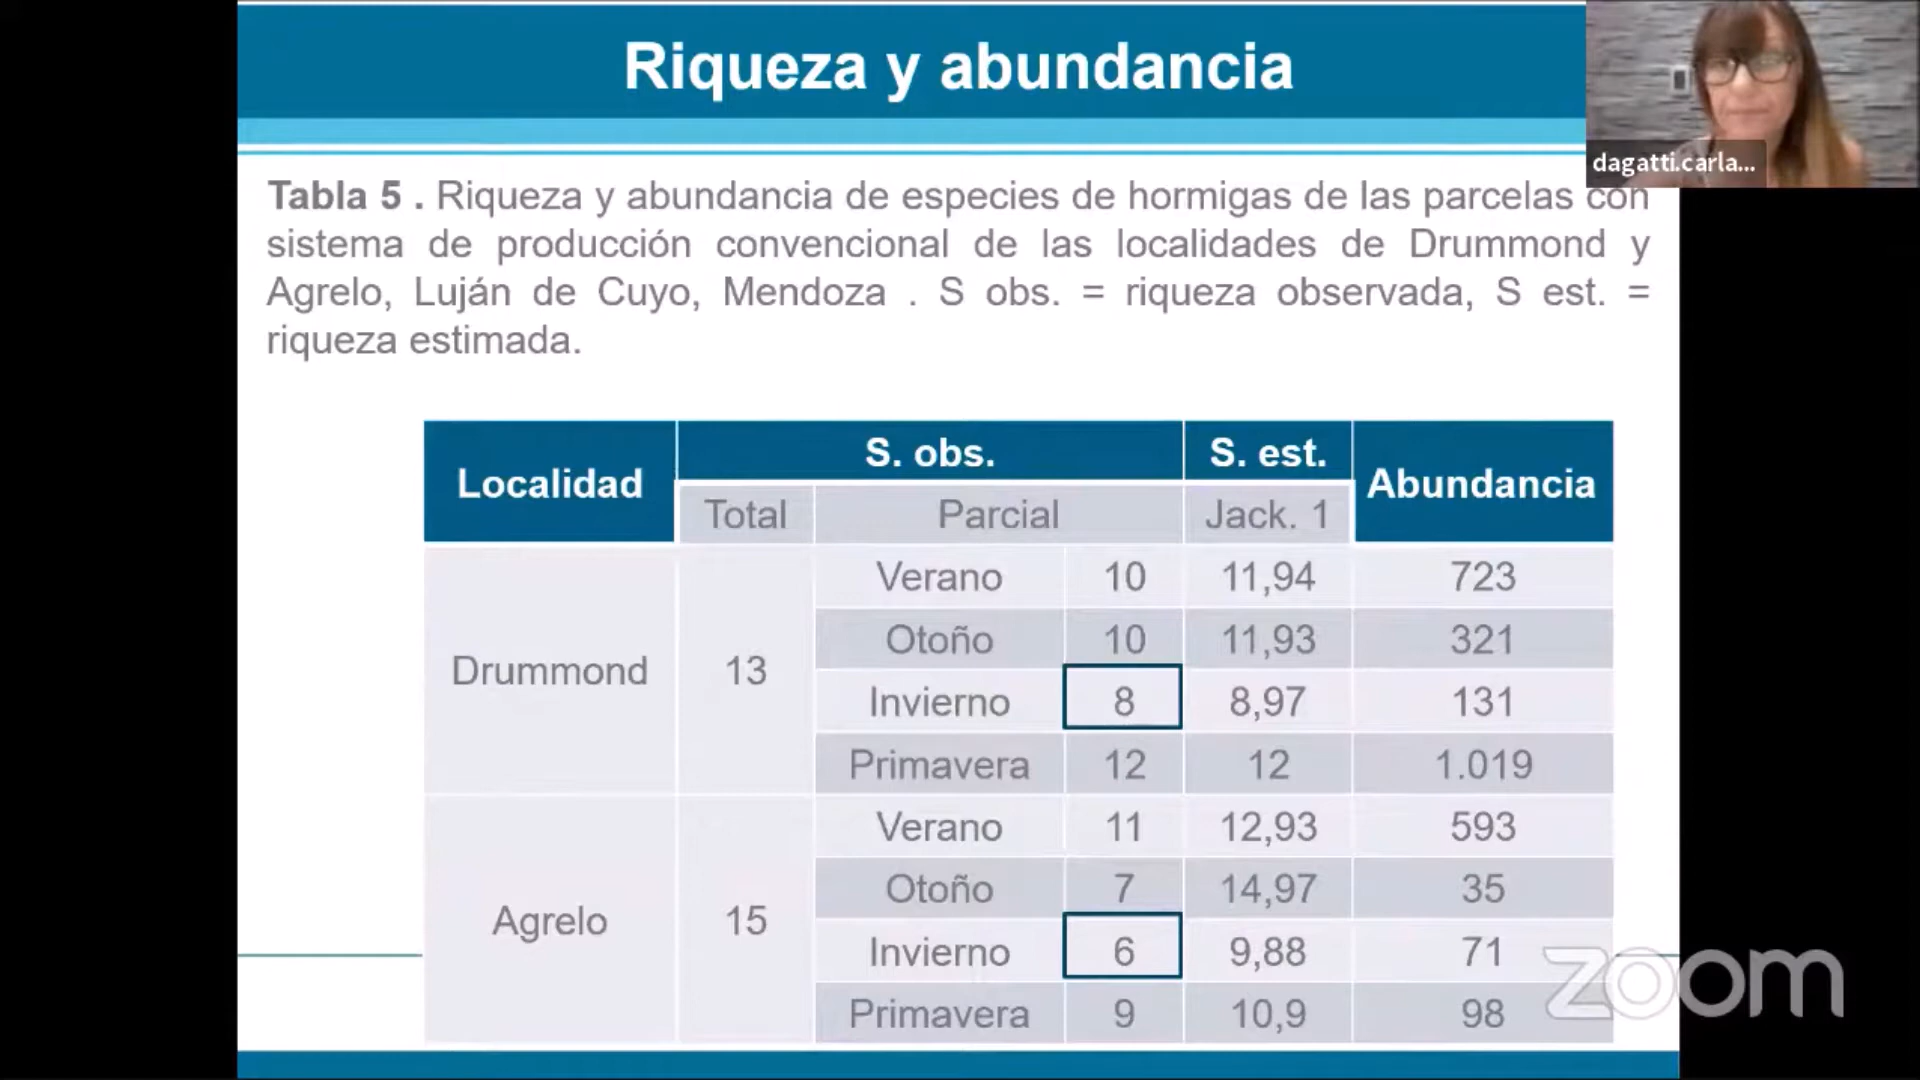 Riqueza y abundancia
dagatti.carla...
Tabla 5 . Riqueza y abundancia de especies de hormigas de las parcelas con
sistema de producción convencional de las localidades de Drummond y
Agrelo, Luján de Cuyo, Mendoza . S obs. = riqueza observada, S est. =
riqueza estimada.
Localidad S. obs. S. est. Abundancia
Total Parcial Jack. 1
Drummond 13 Verano 10 11,94 723
Otoño 10 11,93 321
Invierno 8 8,97 131
Primavera 12 12 1.019
Agrelo 15 Verano 11 12,93 593
Otoño 7 14,97 35
Invierno 6 9,88 71
Primavera 9 10,9 98
zoom